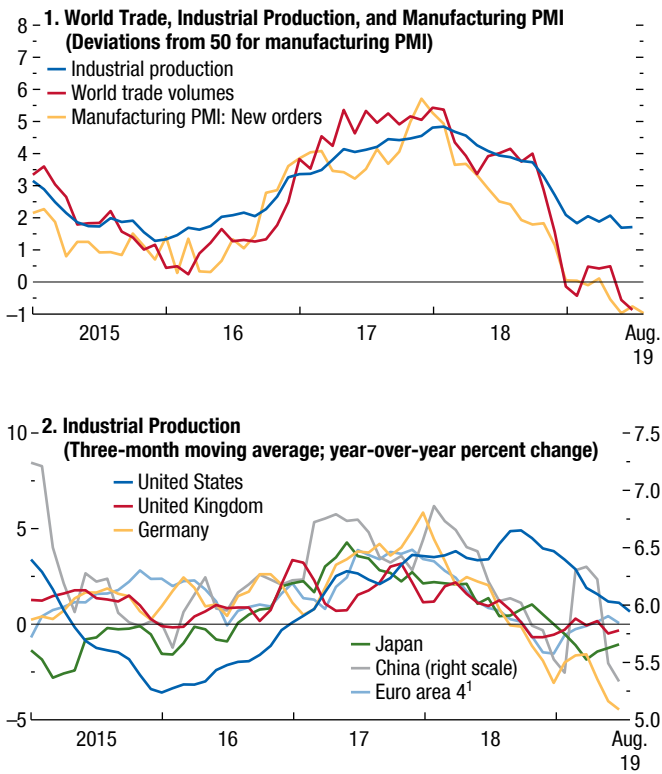 1. World Trade, Industrial Production, and Manufacturing PMI
(Deviations from 50 for manufacturing PMI)
Industrial production
World trade volumes
Manufacturing PMI: New orders
8
7
6
5
4
3
2
1
0
–1
2015 16 17 18 Aug.
19
2. Industrial Production
(Three-month moving average; year-over-year percent change)
United States
United Kingdom
Germany
Japan
China (right scale)
Euro area 4¹
10
5
0
–5
7.5
7.0
6.5
6.0
5.5
5.0
2015 16 17 18 Aug.
19